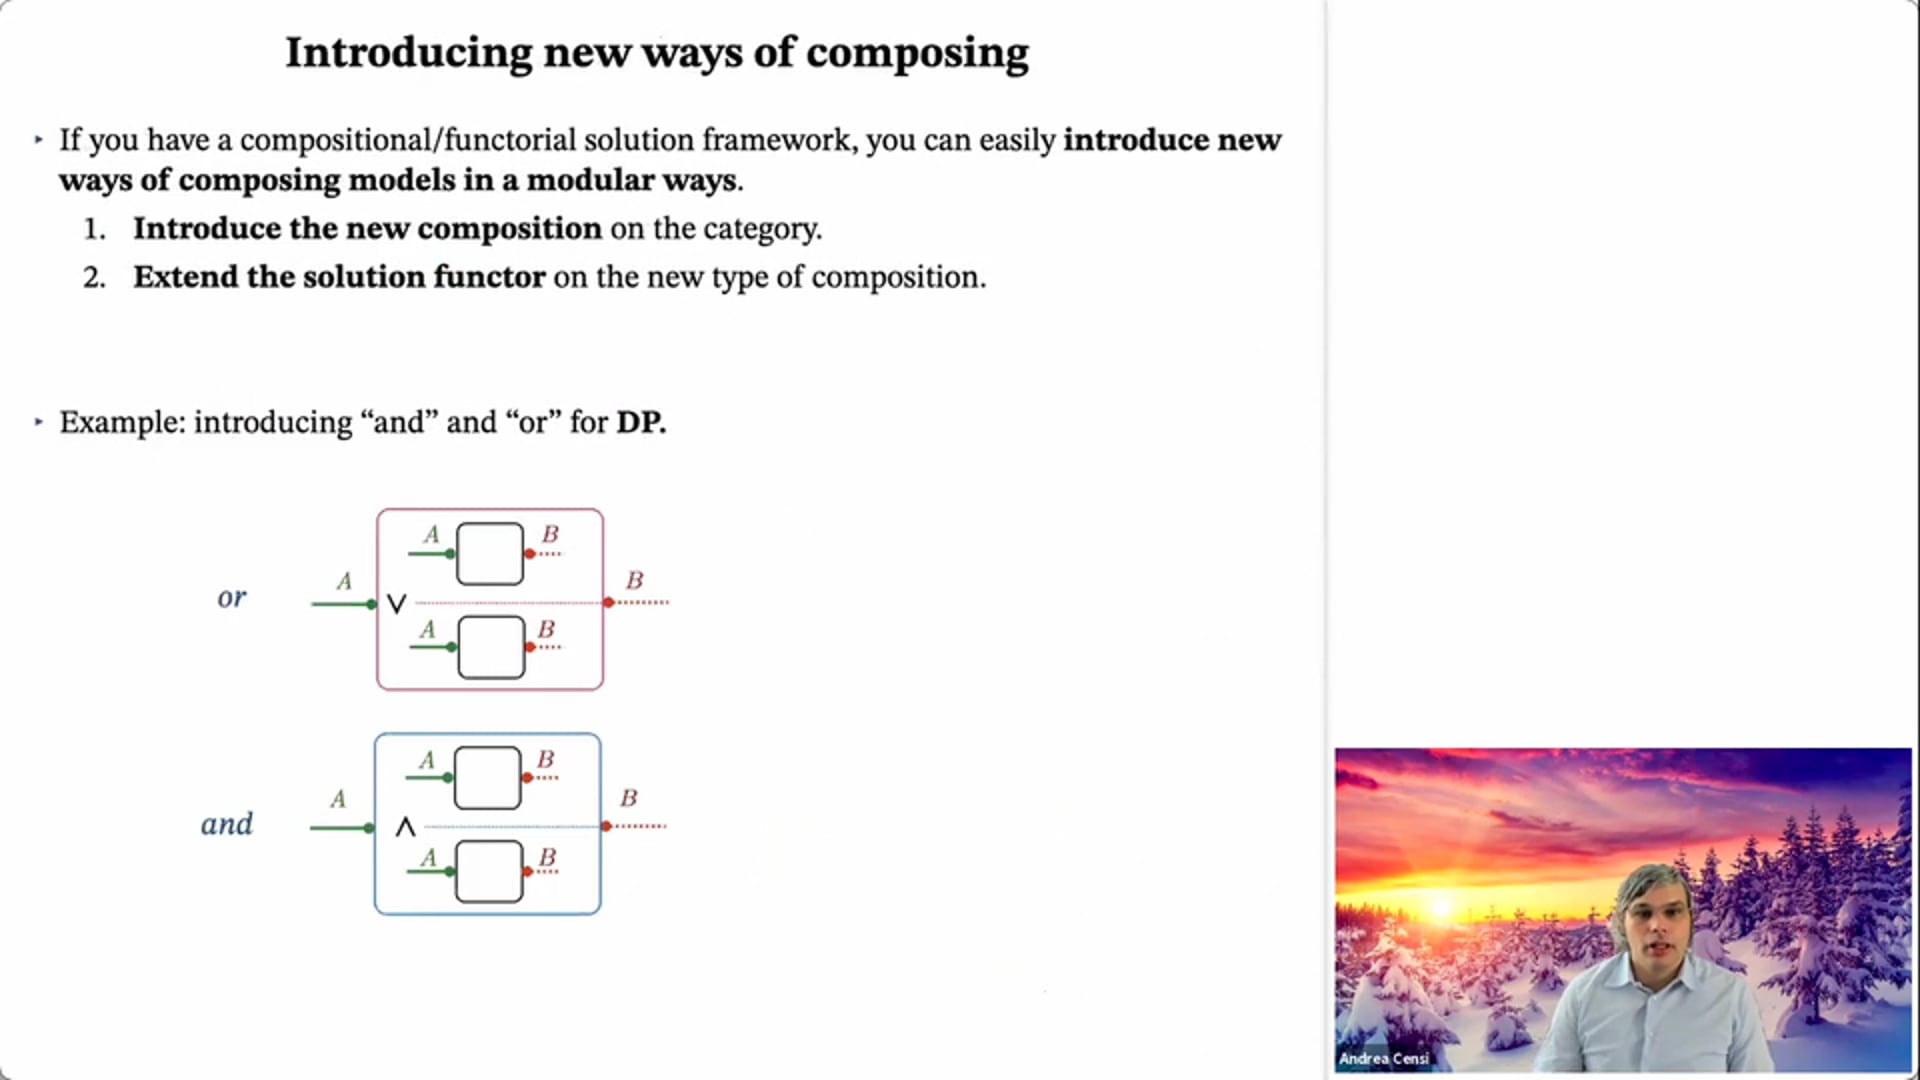 Introducing new ways of composing
‣ If you have a compositional/functorial solution framework, you can easily introduce new
ways of composing models in a modular ways.
1. Introduce the new composition on the category.
2. Extend the solution functor on the new type of composition.
‣ Example: introducing “and” and “or” for DP.
A B
or A ∨ B
A B
A B
and A ∧ B
A B
Andrea Censi